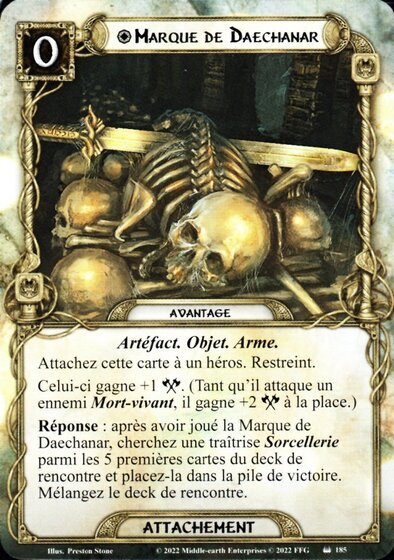 0
Marque de Daechanar
Avantage
Artéfact. Objet. Arme.
Attachez cette carte à un héros. Restreint.
Celui-ci gagne +1 . (Tant qu'il attaque un
ennemi Mort-vivant, il gagne +2 à la place.)
Réponse : après avoir joué la Marque de
Daechanar, cherchez une traîtrise Sorcellerie
parmi les 5 premières cartes du deck de
rencontre et placez-la dans la pile de victoire.
Mélangez le deck de rencontre.
Attachement
Illus. Preston Stone © 2022 Middle-earth Enterprises © 2022 FFG 185